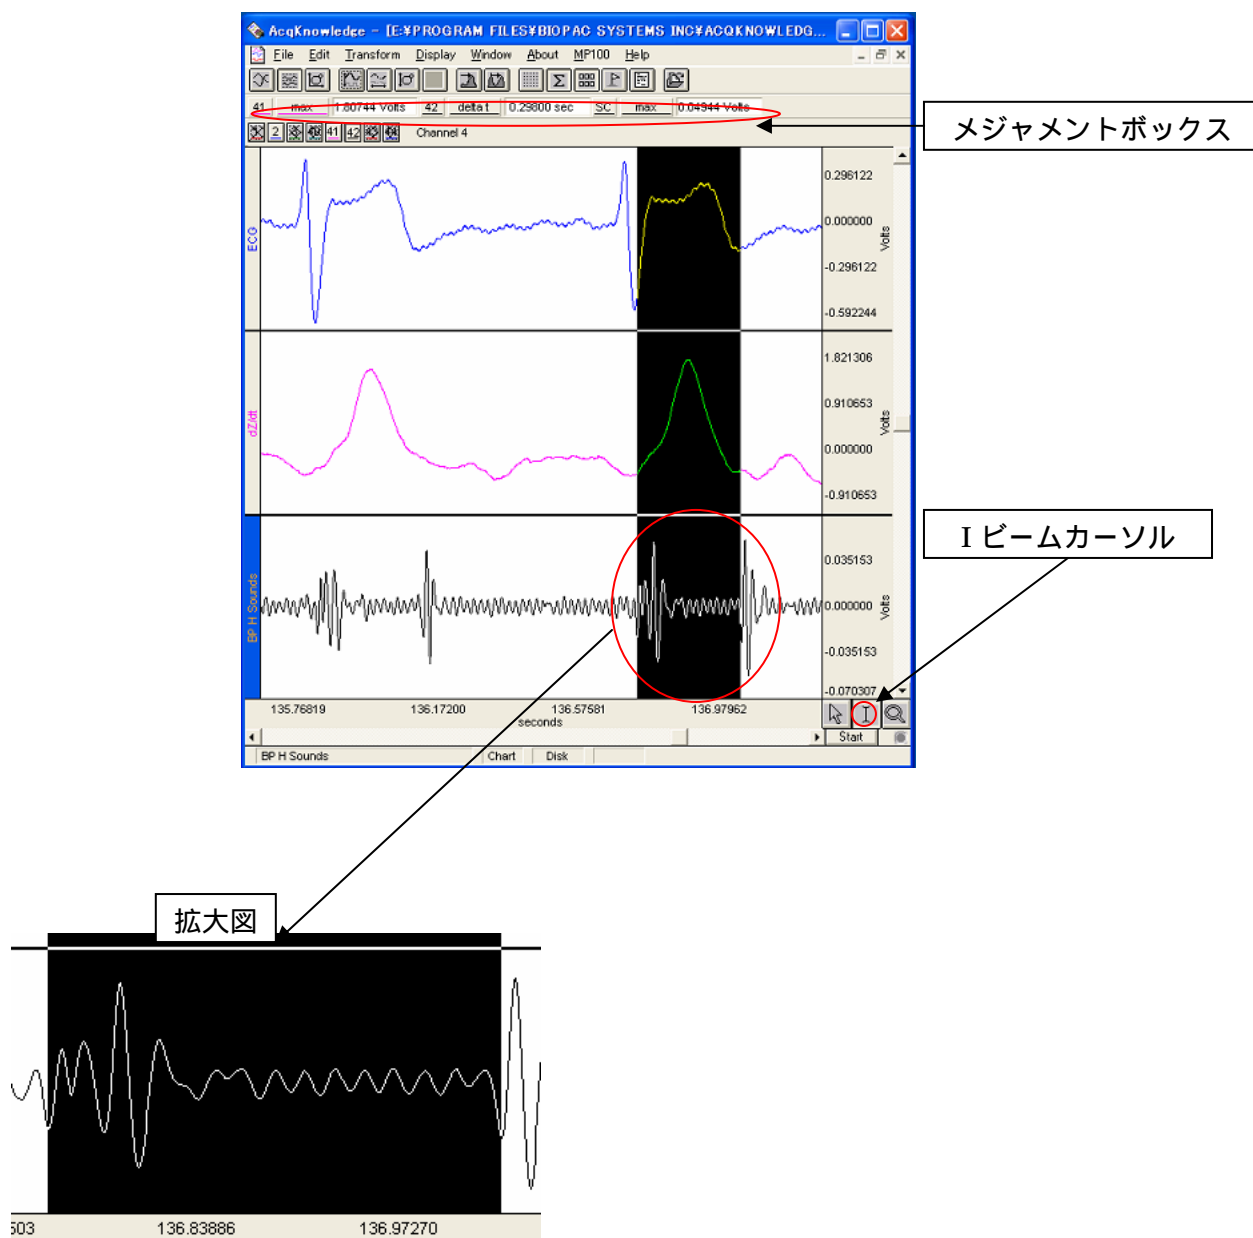 AcqKnowledge - [E:¥PROGRAM FILES¥BIOPAC SYSTEMS INC¥ACQKNOWLEDG...
File Edit Transform Display Window About MP100 Help
41 max 1.80744 Volts 42 delta t 0.29800 sec SC max 0.04944 Volts
メジャメントボックス
2 41 42 Channel 4
ECG
0.296122
0.000000
-0.296122
-0.592244
Volts
dZ/dt
1.821306
0.910653
0.000000
-0.910653
Volts
Iビームカーソル
BP H Sounds
0.035153
0.000000
-0.035153
-0.070307
Volts
135.76819 136.17200 136.57581 136.97962
seconds
Start
BP H Sounds Chart Disk
拡大図
503 136.83886 136.97270